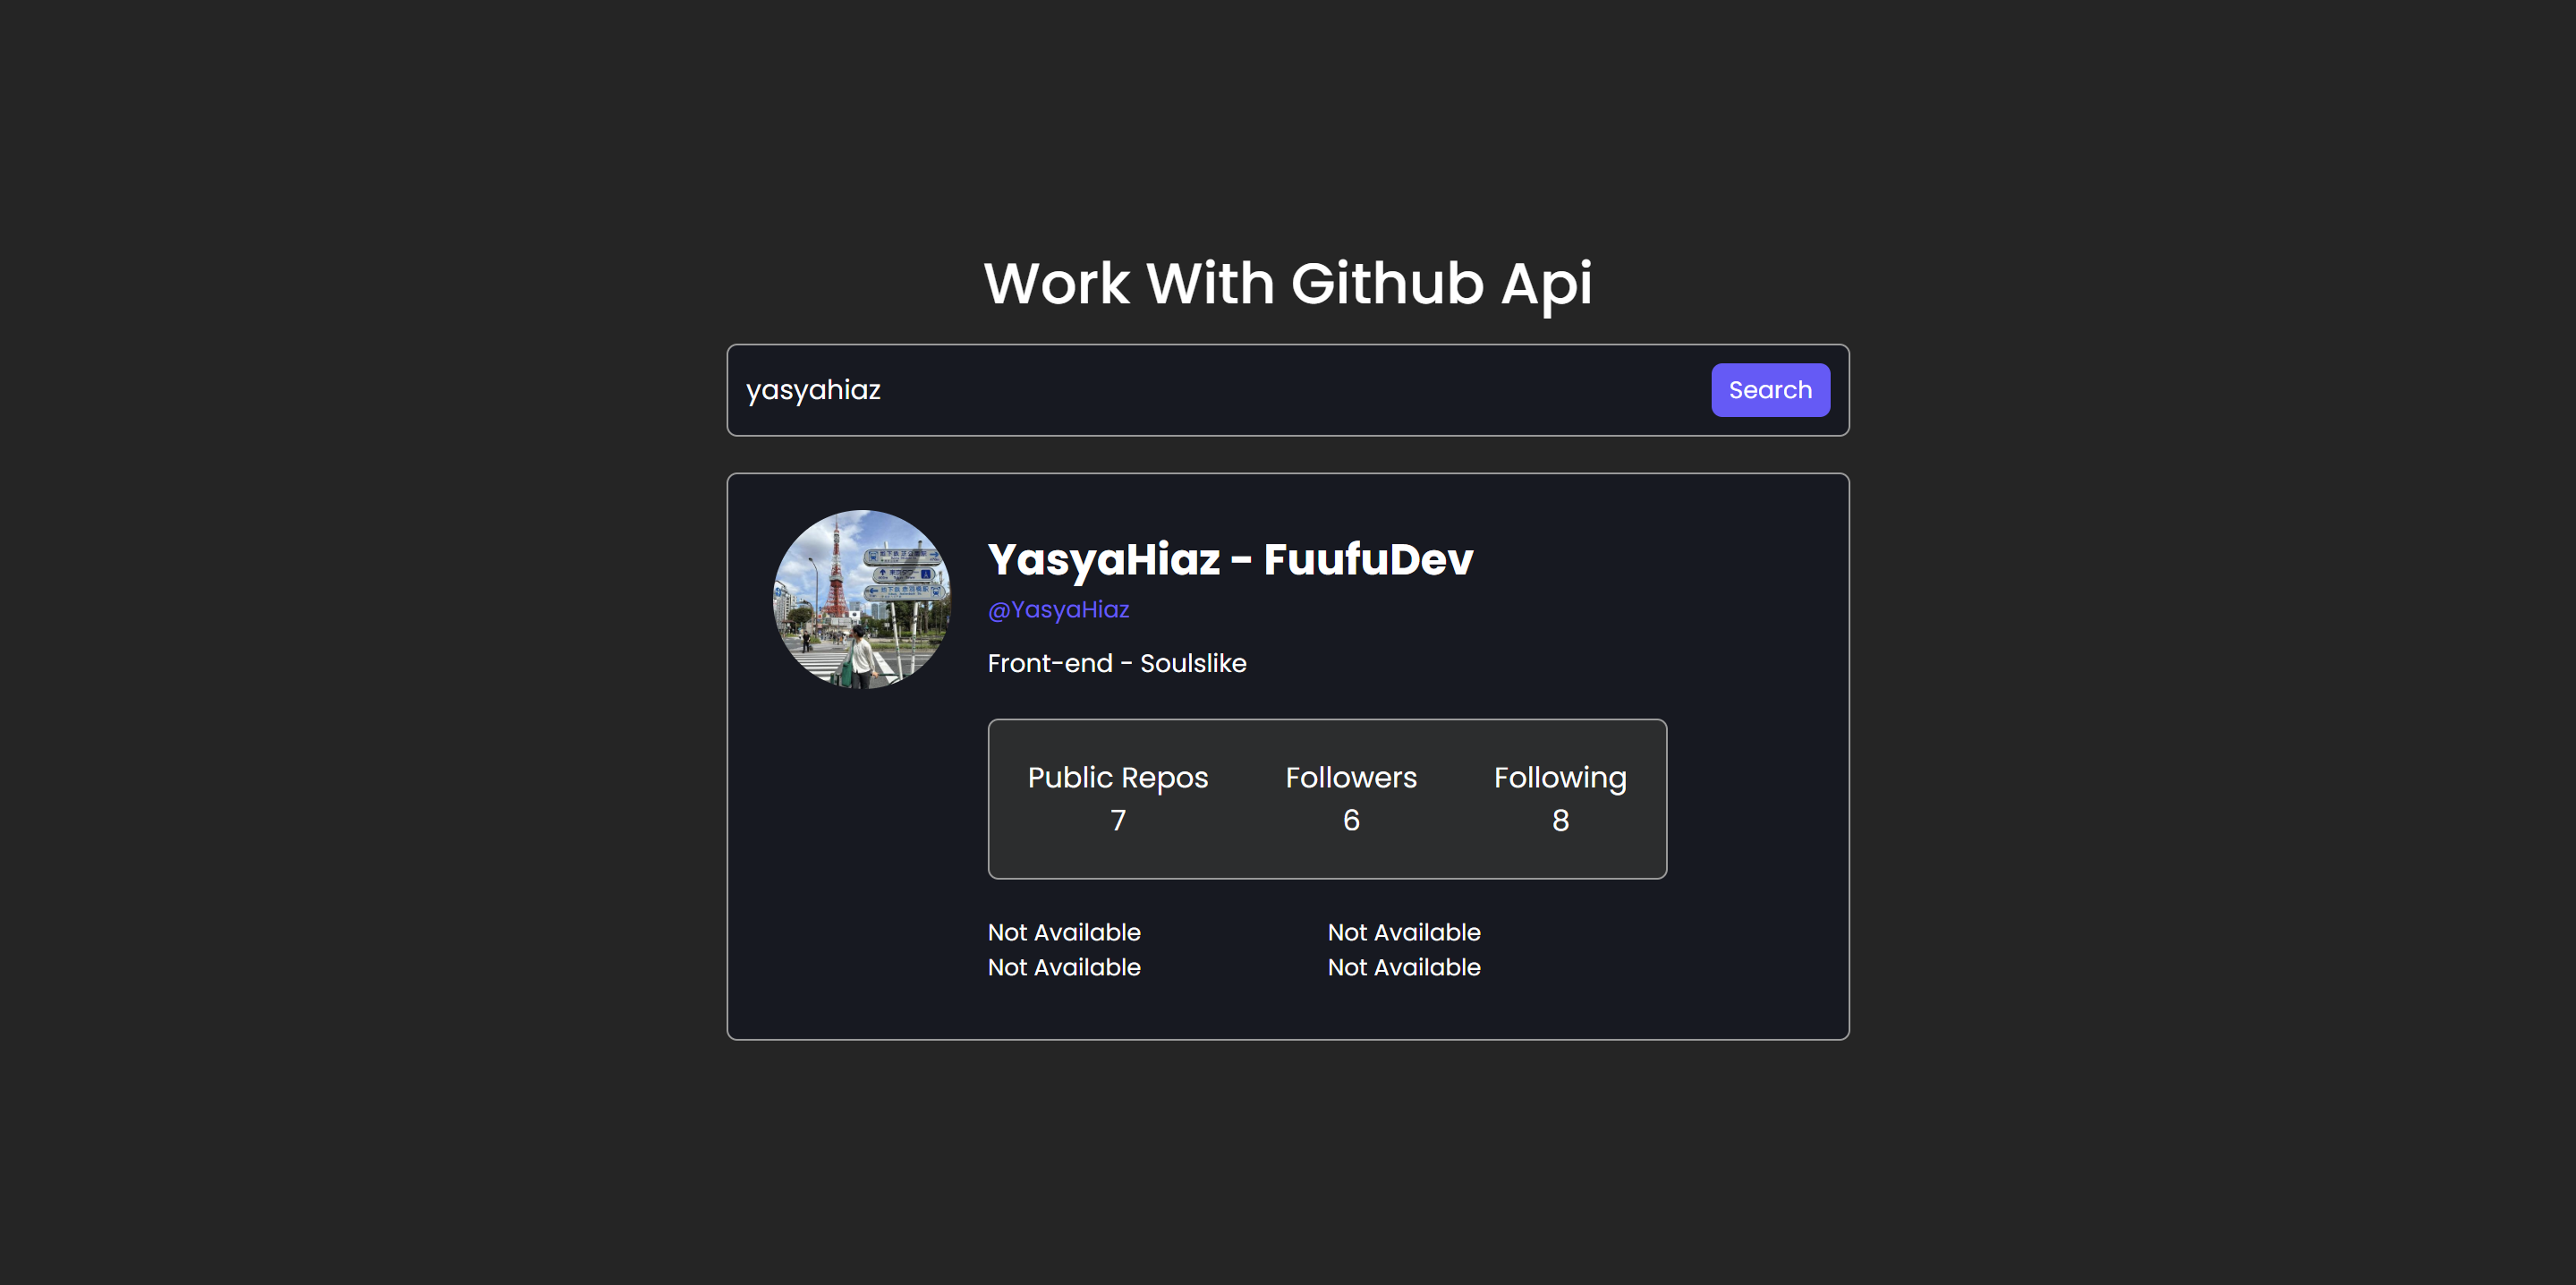 Work With Github Api
yasyahiaz
Search
YasyaHiaz - FuufuDev
@YasyaHiaz
Front-end - Soulslike
Public Repos
Followers
Following
7
6
8
Not Available
Not Available
Not Available
Not Available